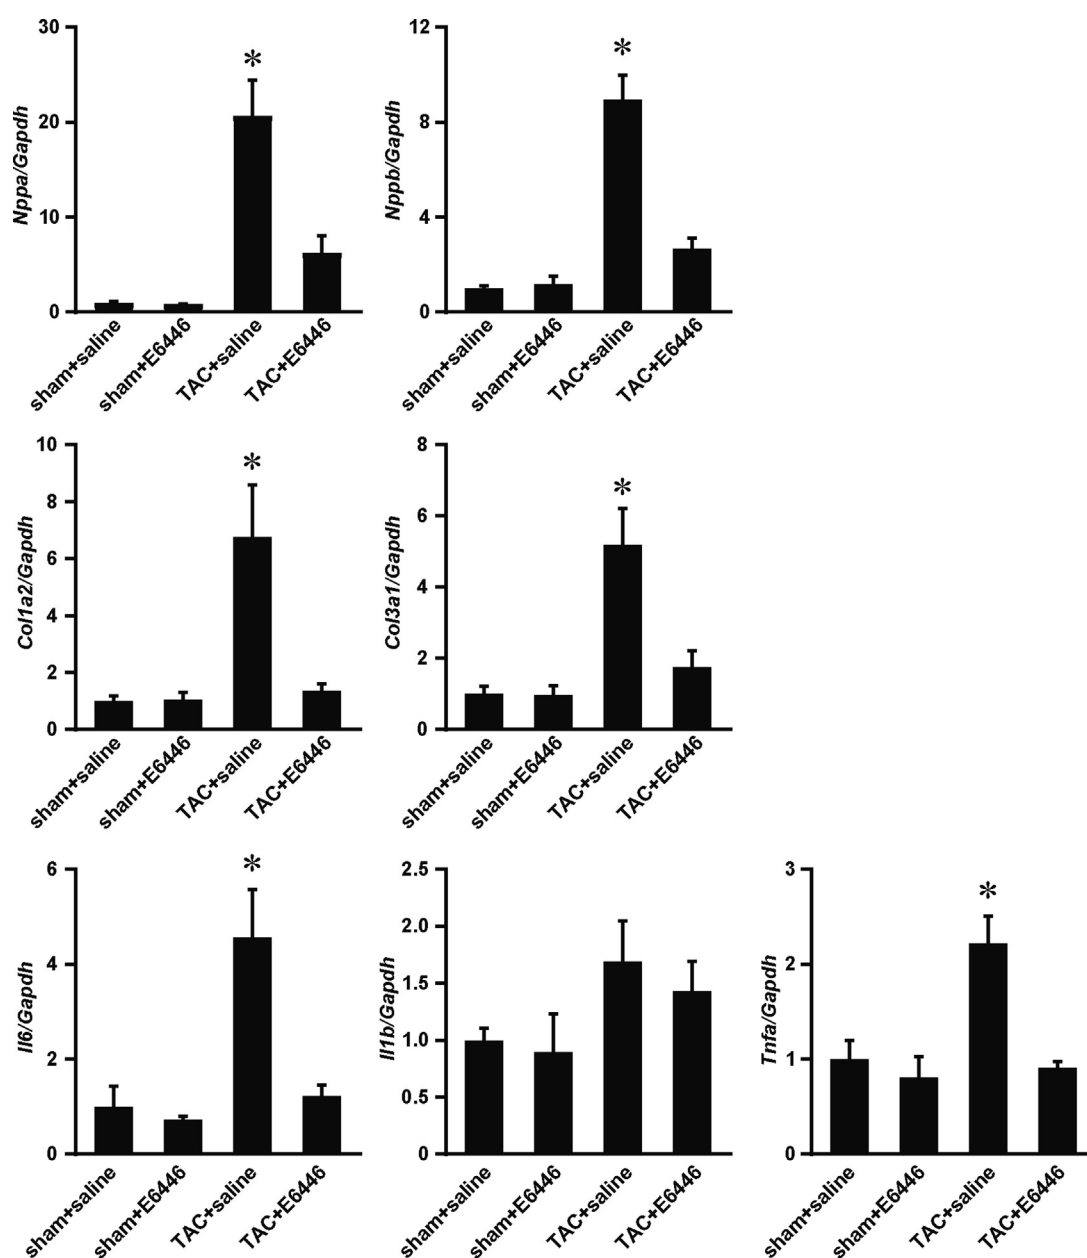 Nppa/Gapdh
30
20
10
0
*
sham+saline
sham+E6446
TAC+saline
TAC+E6446
Nppb/Gapdh
12
8
4
0
*
sham+saline
sham+E6446
TAC+saline
TAC+E6446
Col1a2/Gapdh
10
8
6
4
2
0
*
sham+saline
sham+E6446
TAC+saline
TAC+E6446
Col3a1/Gapdh
8
6
4
2
0
*
sham+saline
sham+E6446
TAC+saline
TAC+E6446
Il6/Gapdh
6
4
2
0
*
sham+saline
sham+E6446
TAC+saline
TAC+E6446
Il1b/Gapdh
2.5
2.0
1.5
1.0
0.5
0
sham+saline
sham+E6446
TAC+saline
TAC+E6446
Tnfa/Gapdh
3
2
1
0
*
sham+saline
sham+E6446
TAC+saline
TAC+E6446